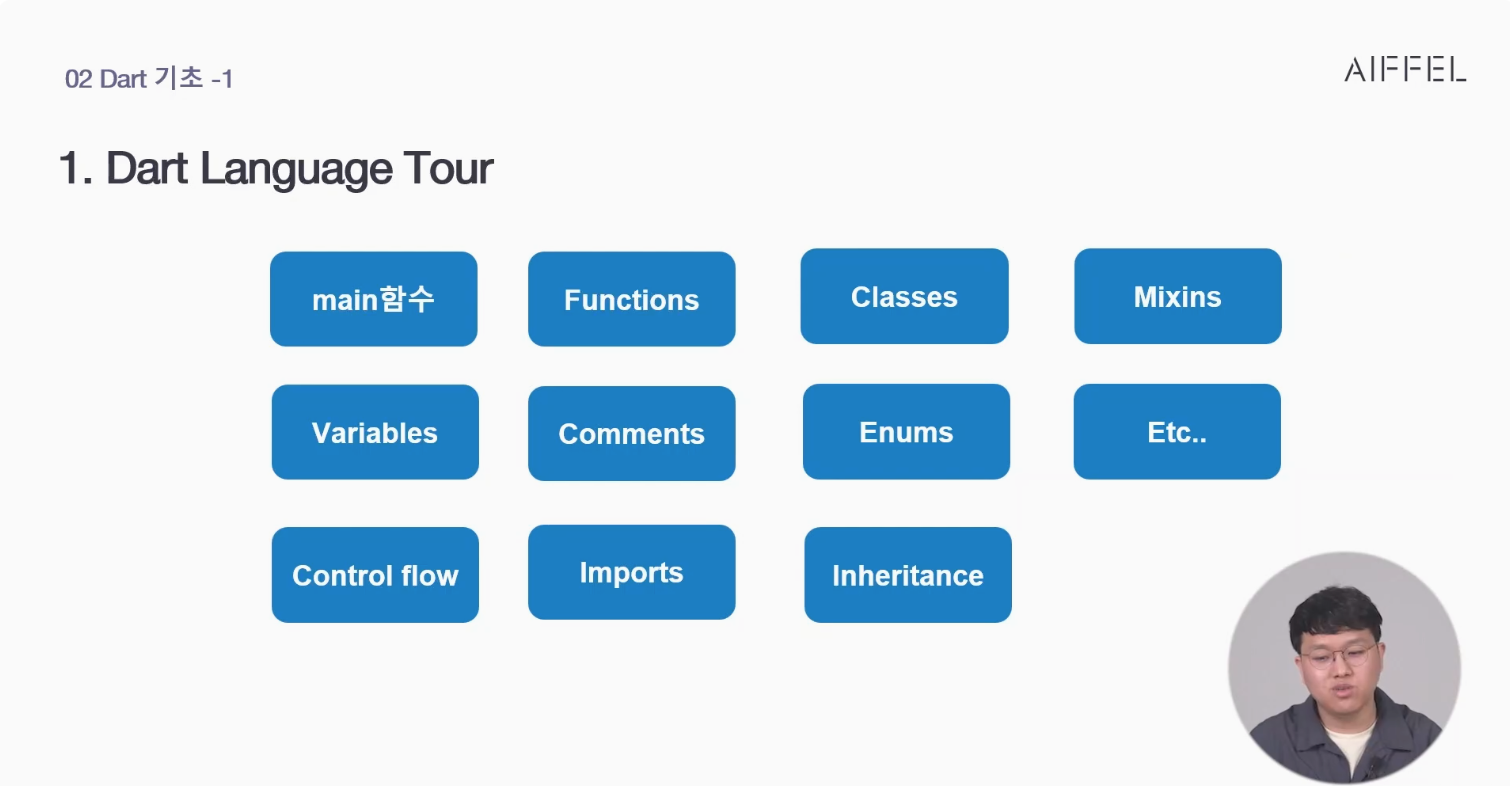 02 Dart 기초 -1
AIFFEL
1. Dart Language Tour
main함수
Functions
Classes
Mixins
Variables
Comments
Enums
Etc..
Control flow
Imports
Inheritance